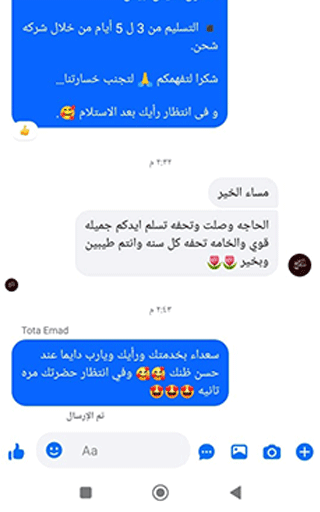 ◾ التسليم من 3 ل 5 أيام من خلال شركه
شحن.
شكرا لتفهمكم 🙏 لتجنب خسارتنا...
و فى انتظار رأيك بعد الاستلام 🥰.
👍
٢:٢٢ م
مساء الخير
الحاجه وصلت وتحفه تسلم ايدكم جميله
قوي والخامه تحفه كل سنه وانتم طيبين
وبخير 🌷🌷
٢:٤٣ م
Tota Emad
سعداء بخدمتك ورأيك ويارب دايما عند
حسن ظنك 🥰🥰 وفي انتظار حضرتك مره
تانيه 🤩🤩🤩
تم الإرسال
Aa